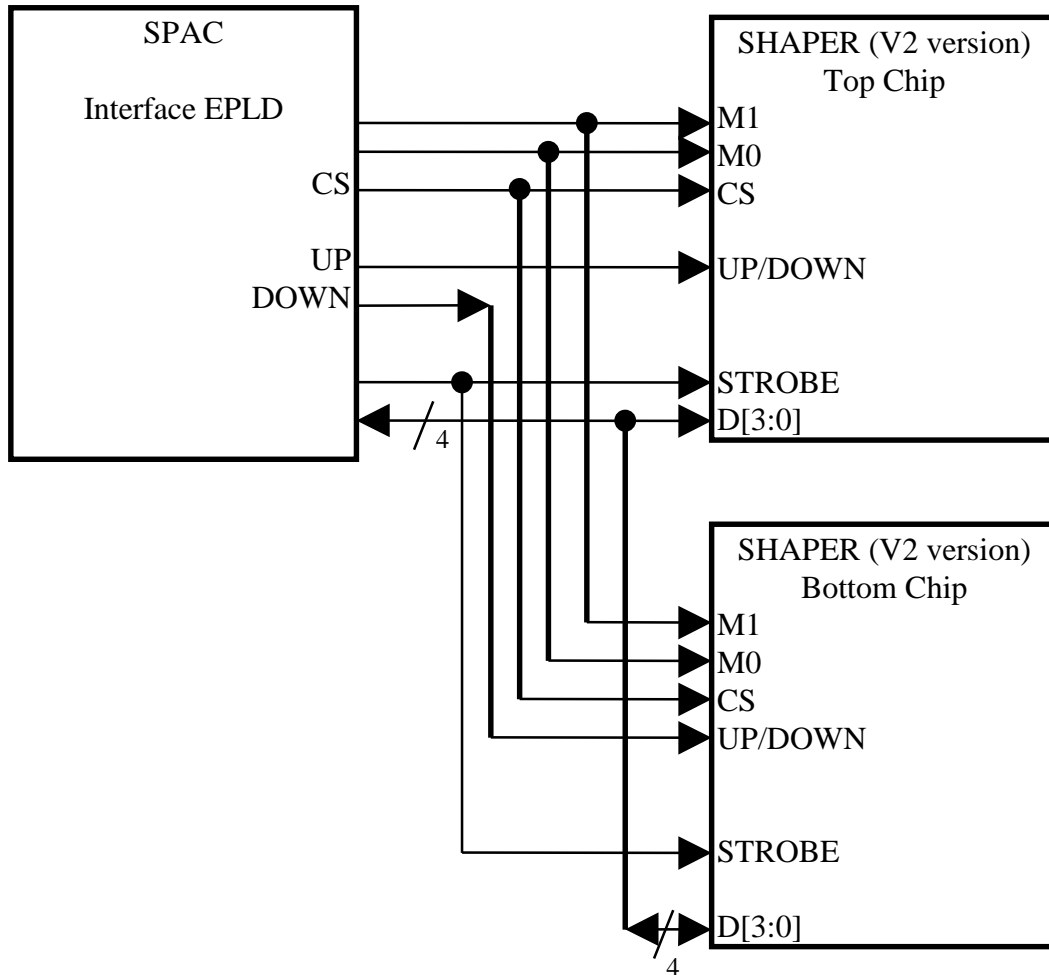 SPAC
Interface EPLD
CS
UP
DOWN
4
SHAPER (V2 version)
Top Chip
M1
M0
CS
UP/DOWN
STROBE
D[3:0]
SHAPER (V2 version)
Bottom Chip
M1
M0
CS
UP/DOWN
STROBE
D[3:0]
4